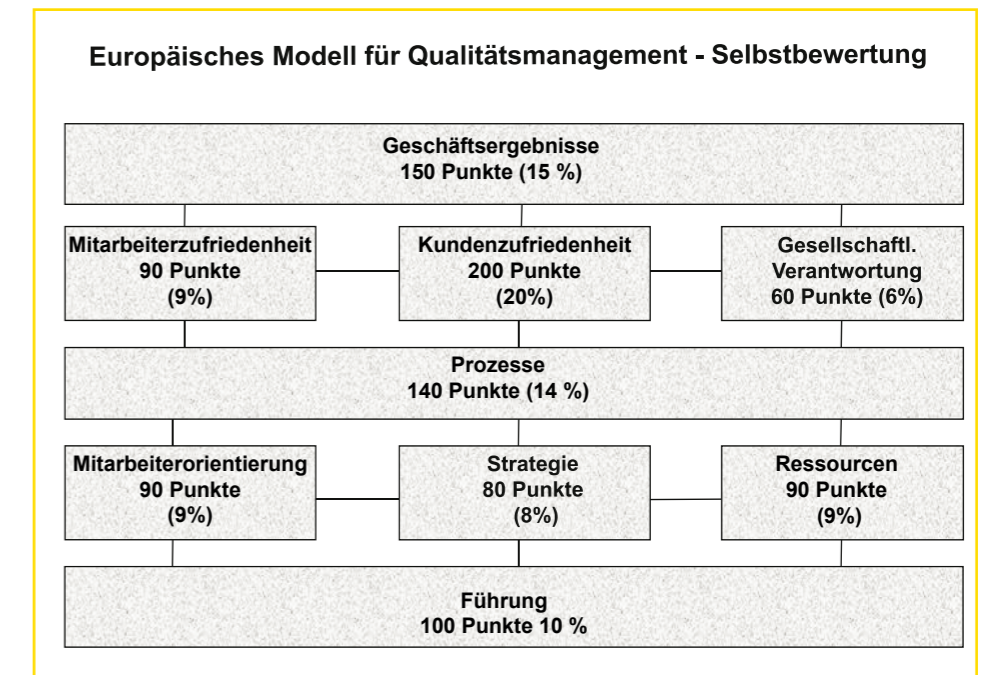 Europäisches Modell für Qualitätsmanagement - Selbstbewertung
Geschäftsergebnisse
150 Punkte (15 %)
Mitarbeiterzufriedenheit
90 Punkte
(9%)
Kundenzufriedenheit
200 Punkte
(20%)
Gesellschaftl.
Verantwortung
60 Punkte (6%)
Prozesse
140 Punkte (14 %)
Mitarbeiterorientierung
90 Punkte
(9%)
Strategie
80 Punkte
(8%)
Ressourcen
90 Punkte
(9%)
Führung
100 Punkte 10 %